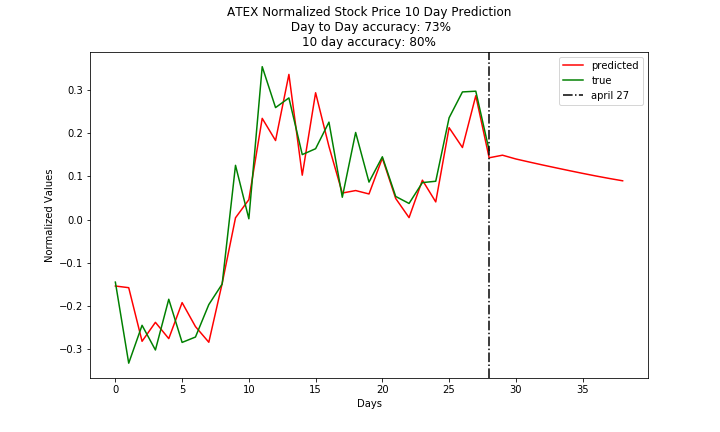 ATEX Normalized Stock Price 10 Day Prediction
Day to Day accuracy: 73%
10 day accuracy: 80%
predicted
true
april 27
Normalized Values
0.3
0.2
0.1
0.0
−0.1
−0.2
−0.3
0 5 10 15 20 25 30 35
Days